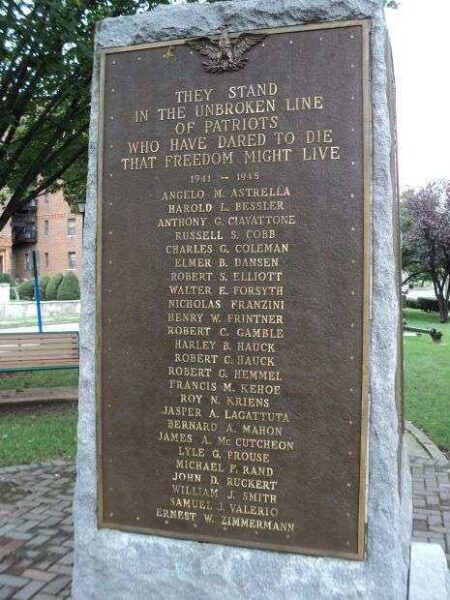 THEY STAND
IN THE UNBROKEN LINE
OF PATRIOTS
WHO HAVE DARED TO DIE
THAT FREEDOM MIGHT LIVE
1941 - 1945
ANGELO M. ASTRELLA
HAROLD L. BESSLER
ANTHONY G. CIAVATTONE
RUSSELL S. COBB
CHARLES G. COLEMAN
ELMER B. DANSEN
ROBERT S. ELLIOTT
WALTER E. FORSYTH
NICHOLAS FRANZINI
HENRY W. FRINTNER
ROBERT C. GAMBLE
HARLEY B. HAUCK
ROBERT C. HAUCK
ROBERT G. HEMMEL
FRANCIS M. KEHOE
ROY N. KRIENS
JASPER A. LAGATTUTA
BERNARD A. MAHON
JAMES A. MCCUTCHEON
LYLE G. PROUSE
MICHAEL F. RAND
JOHN D. RUCKERT
WILLIAM J. SMITH
SAMUEL J. VALERIO
ERNEST W. ZIMMERMANN